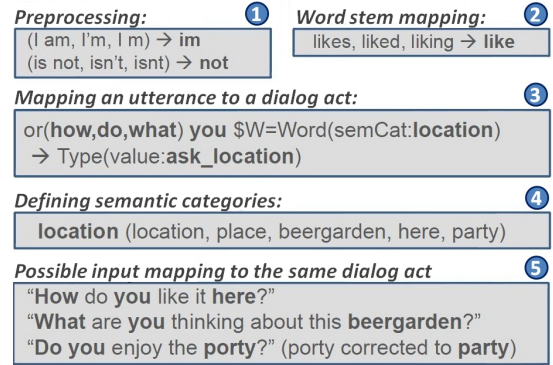 Preprocessing: 1
(I am, I'm, I m) → im
(is not, isn't, isnt) → not
Word stem mapping: 2
likes, liked, liking → like
Mapping an utterance to a dialog act: 3
or(how,do,what) you $W=Word(semCat:location)
→ Type(value:ask_location)
Defining semantic categories: 4
location (location, place, beergarden, here, party)
Possible input mapping to the same dialog act 5
“How do you like it here?”
“What are you thinking about this beergarden?”
“Do you enjoy the porty?” (porty corrected to party)